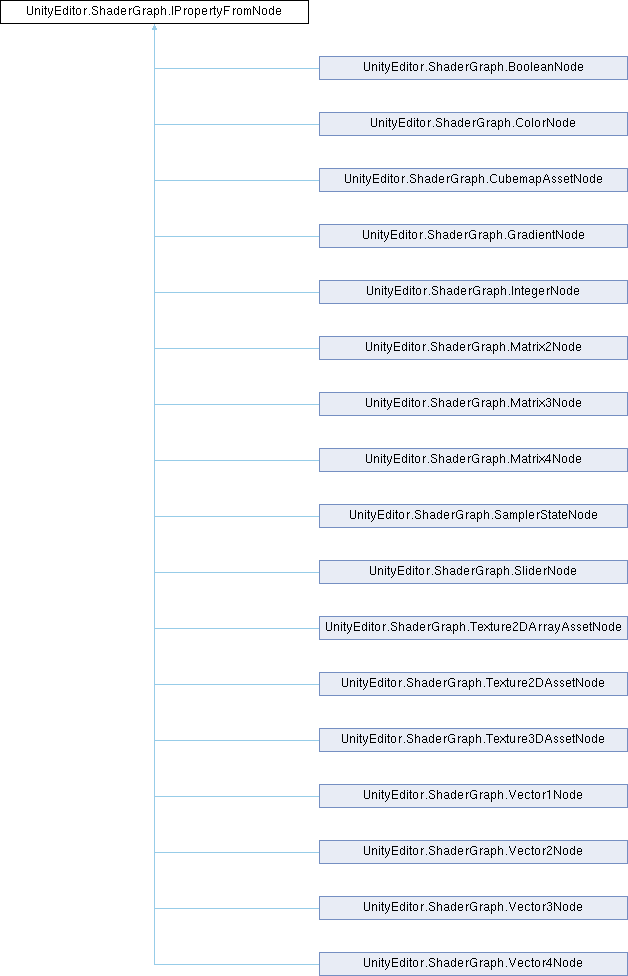 UnityEditor.ShaderGraph.IPropertyFromNode
UnityEditor.ShaderGraph.BooleanNode
UnityEditor.ShaderGraph.ColorNode
UnityEditor.ShaderGraph.CubemapAssetNode
UnityEditor.ShaderGraph.GradientNode
UnityEditor.ShaderGraph.IntegerNode
UnityEditor.ShaderGraph.Matrix2Node
UnityEditor.ShaderGraph.Matrix3Node
UnityEditor.ShaderGraph.Matrix4Node
UnityEditor.ShaderGraph.SamplerStateNode
UnityEditor.ShaderGraph.SliderNode
UnityEditor.ShaderGraph.Texture2DArrayAssetNode
UnityEditor.ShaderGraph.Texture2DAssetNode
UnityEditor.ShaderGraph.Texture3DAssetNode
UnityEditor.ShaderGraph.Vector1Node
UnityEditor.ShaderGraph.Vector2Node
UnityEditor.ShaderGraph.Vector3Node
UnityEditor.ShaderGraph.Vector4Node